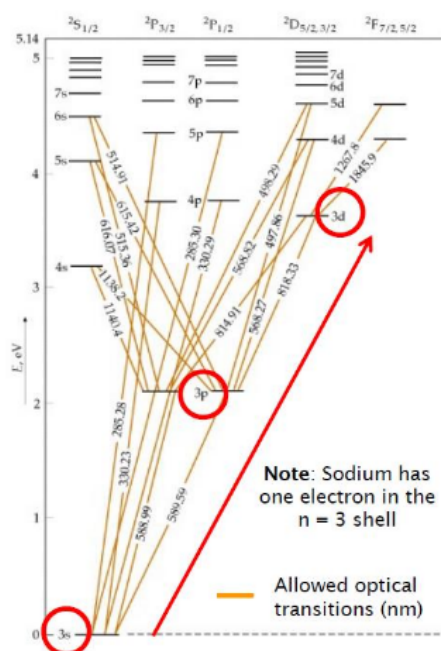 ²S₁/₂ ²P₃/₂ ²P₁/₂ ²D₅/₂,₃/₂ ²F₇/₂,₅/₂
5.14
5
7s
6s
5s
4
4s
3
2
1
0
E, eV
7p
6p
5p
4p
3p
7d
6d
5d
4d
3d
3s
514.91
615.42
515.36
616.07
1138.2
1140.4
285.30
330.29
498.29
568.82
497.86
1267.8
1845.9
814.91
568.27
818.33
285.28
330.23
588.99
589.59
Note: Sodium has
one electron in the
n = 3 shell
Allowed optical
transitions (nm)